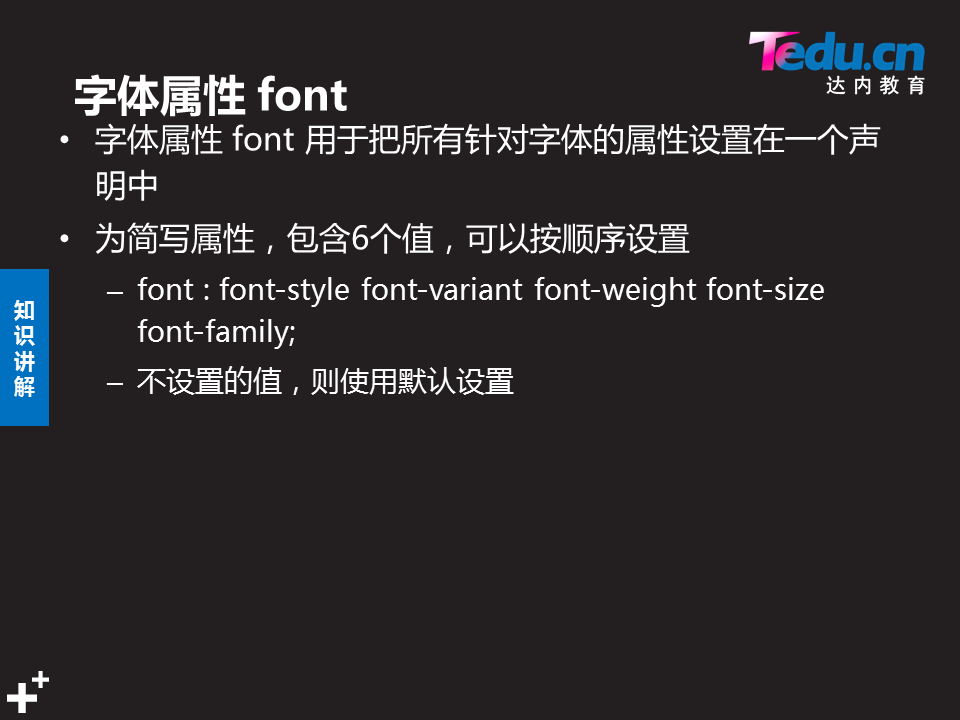 Tedu.cn
达内教育
字体属性 font
• 字体属性 font 用于把所有针对字体的属性设置在一个声
明中
• 为简写属性，包含6个值，可以按顺序设置
– font : font-style font-variant font-weight font-size
font-family;
– 不设置的值，则使用默认设置
知
识
讲
解